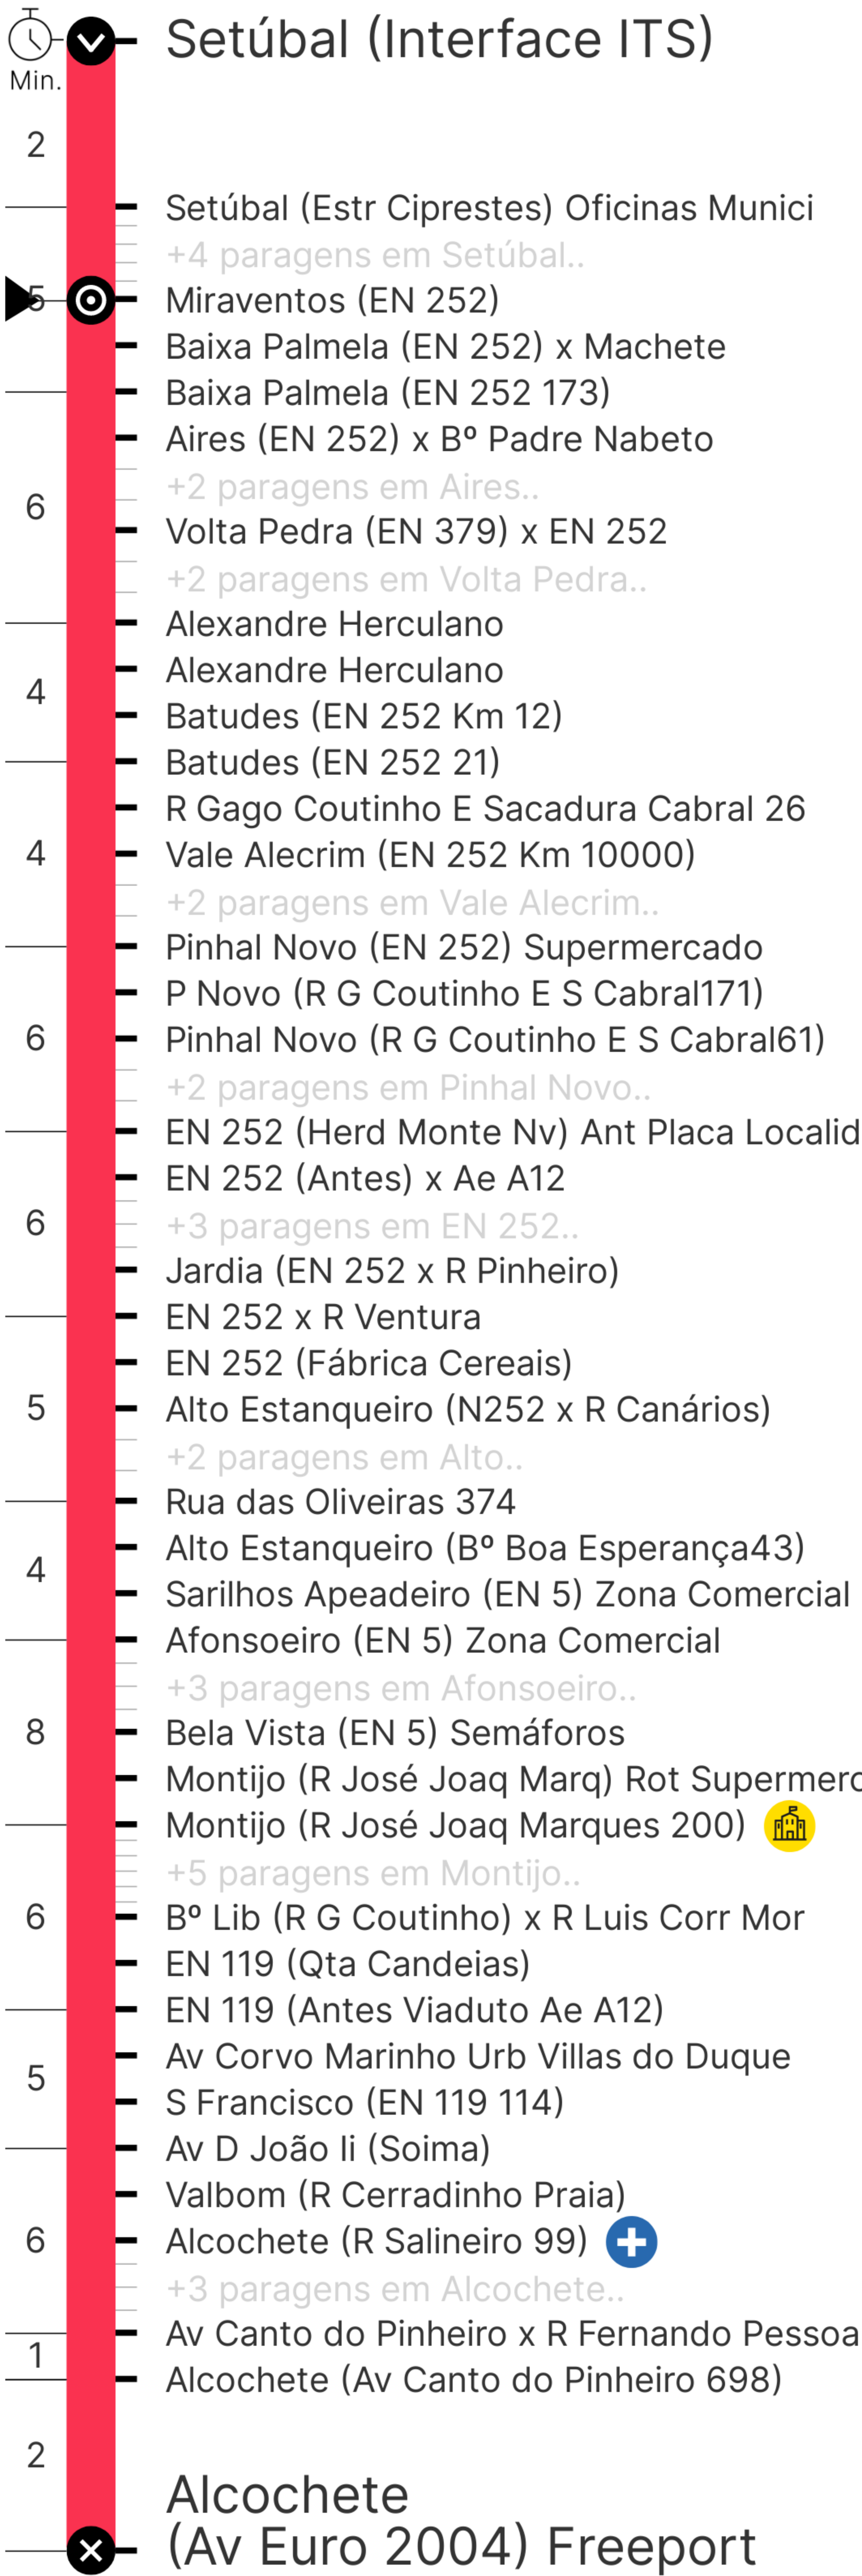 Setúbal (Interface ITS)
Min.
2
Setúbal (Estr Ciprestes) Oficinas Munici
+4 paragens em Setúbal..
5
Miraventos (EN 252)
Baixa Palmela (EN 252) x Machete
Baixa Palmela (EN 252 173)
Aires (EN 252) x Bº Padre Nabeto
+2 paragens em Aires..
6
Volta Pedra (EN 379) x EN 252
+2 paragens em Volta Pedra..
Alexandre Herculano
Alexandre Herculano
4
Batudes (EN 252 Km 12)
Batudes (EN 252 21)
R Gago Coutinho E Sacadura Cabral 26
4
Vale Alecrim (EN 252 Km 10000)
+2 paragens em Vale Alecrim..
Pinhal Novo (EN 252) Supermercado
P Novo (R G Coutinho E S Cabral171)
6
Pinhal Novo (R G Coutinho E S Cabral61)
+2 paragens em Pinhal Novo..
EN 252 (Herd Monte Nv) Ant Placa Localid
EN 252 (Antes) x Ae A12
6
+3 paragens em EN 252..
Jardia (EN 252 x R Pinheiro)
EN 252 x R Ventura
EN 252 (Fábrica Cereais)
5
Alto Estanqueiro (N252 x R Canários)
+2 paragens em Alto..
Rua das Oliveiras 374
Alto Estanqueiro (Bº Boa Esperança43)
4
Sarilhos Apeadeiro (EN 5) Zona Comercial
Afonsoeiro (EN 5) Zona Comercial
+3 paragens em Afonsoeiro..
8
Bela Vista (EN 5) Semáforos
Montijo (R José Joaq Marq) Rot Supermerc
Montijo (R José Joaq Marques 200)
+5 paragens em Montijo..
6
Bº Lib (R G Coutinho) x R Luis Corr Mor
EN 119 (Qta Candeias)
EN 119 (Antes Viaduto Ae A12)
Av Corvo Marinho Urb Villas do Duque
5
S Francisco (EN 119 114)
Av D João Ii (Soima)
Valbom (R Cerradinho Praia)
6
Alcochete (R Salineiro 99)
+3 paragens em Alcochete..
Av Canto do Pinheiro x R Fernando Pessoa
1
Alcochete (Av Canto do Pinheiro 698)
2
Alcochete
(Av Euro 2004) Freeport